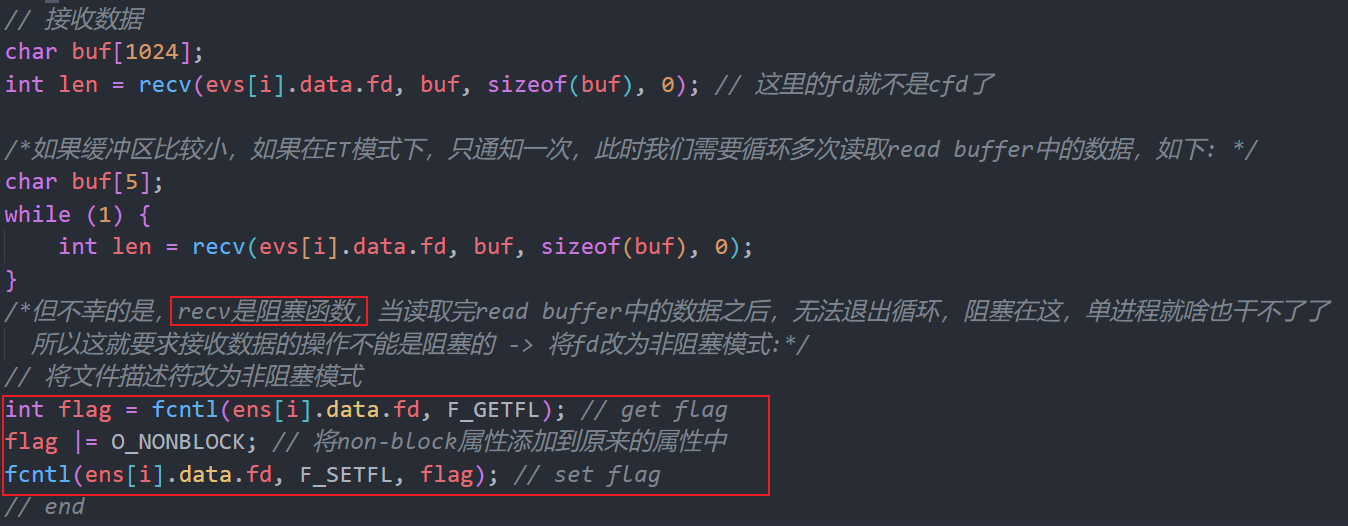 // 接收数据
char buf[1024];
int len = recv(evs[i].data.fd, buf, sizeof(buf), 0); // 这里的fd就不是cfd了
/*如果缓冲区比较小，如果在ET模式下，只通知一次，此时我们需要循环多次读取read buffer中的数据，如下: */
char buf[5];
while (1) {
    int len = recv(evs[i].data.fd, buf, sizeof(buf), 0);
}
/*但不幸的是，recv是阻塞函数，当读取完read buffer中的数据之后，无法退出循环，阻塞在这，单进程就啥也干不了了
  所以这就要求接收数据的操作不能是阻塞的 -> 将fd改为非阻塞模式:*/
// 将文件描述符改为非阻塞模式
int flag = fcntl(ens[i].data.fd, F_GETFL); // get flag
flag |= O_NONBLOCK; // 将non-block属性添加到原来的属性中
fcntl(ens[i].data.fd, F_SETFL, flag); // set flag
// end